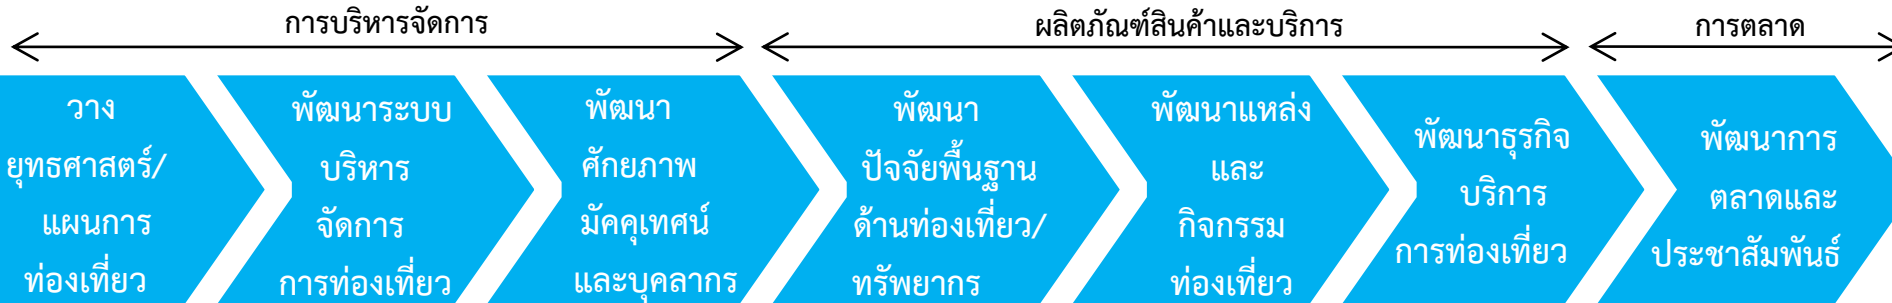 การบริหารจัดการ
ผลิตภัณฑ์สินค้าและบริการ
การตลาด
วาง
ยุทธศาสตร์/
แผนการ
ท่องเที่ยว
พัฒนาระบบ
บริหาร
จัดการ
การท่องเที่ยว
พัฒนา
ศักยภาพ
มัคคุเทศน์
และบุคลากร
พัฒนา
ปัจจัยพื้นฐาน
ด้านท่องเที่ยว/
ทรัพยากร
พัฒนาแหล่ง
และ
กิจกรรม
ท่องเที่ยว
พัฒนาธุรกิจ
บริการ
การท่องเที่ยว
พัฒนาการ
ตลาดและ
ประชาสัมพันธ์